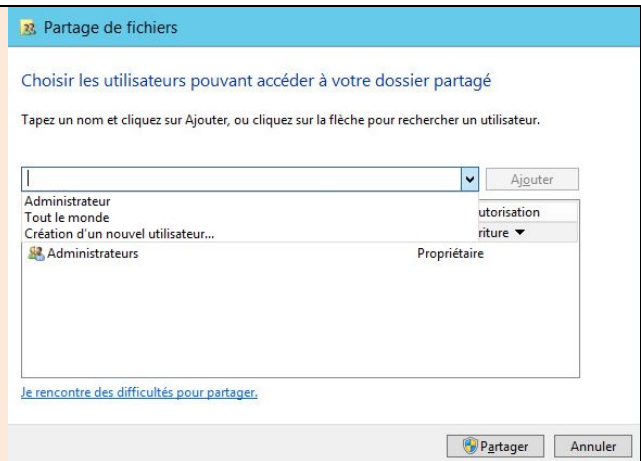 Partage de fichiers
Choisir les utilisateurs pouvant accéder à votre dossier partagé
Tapez un nom et cliquez sur Ajouter, ou cliquez sur la flèche pour rechercher un utilisateur.
Ajouter
Administrateur
Tout le monde
utorisation
Création d'un nouvel utilisateur...
riture
Administrateurs Propriétaire
Je rencontre des difficultés pour partager.
Partager Annuler